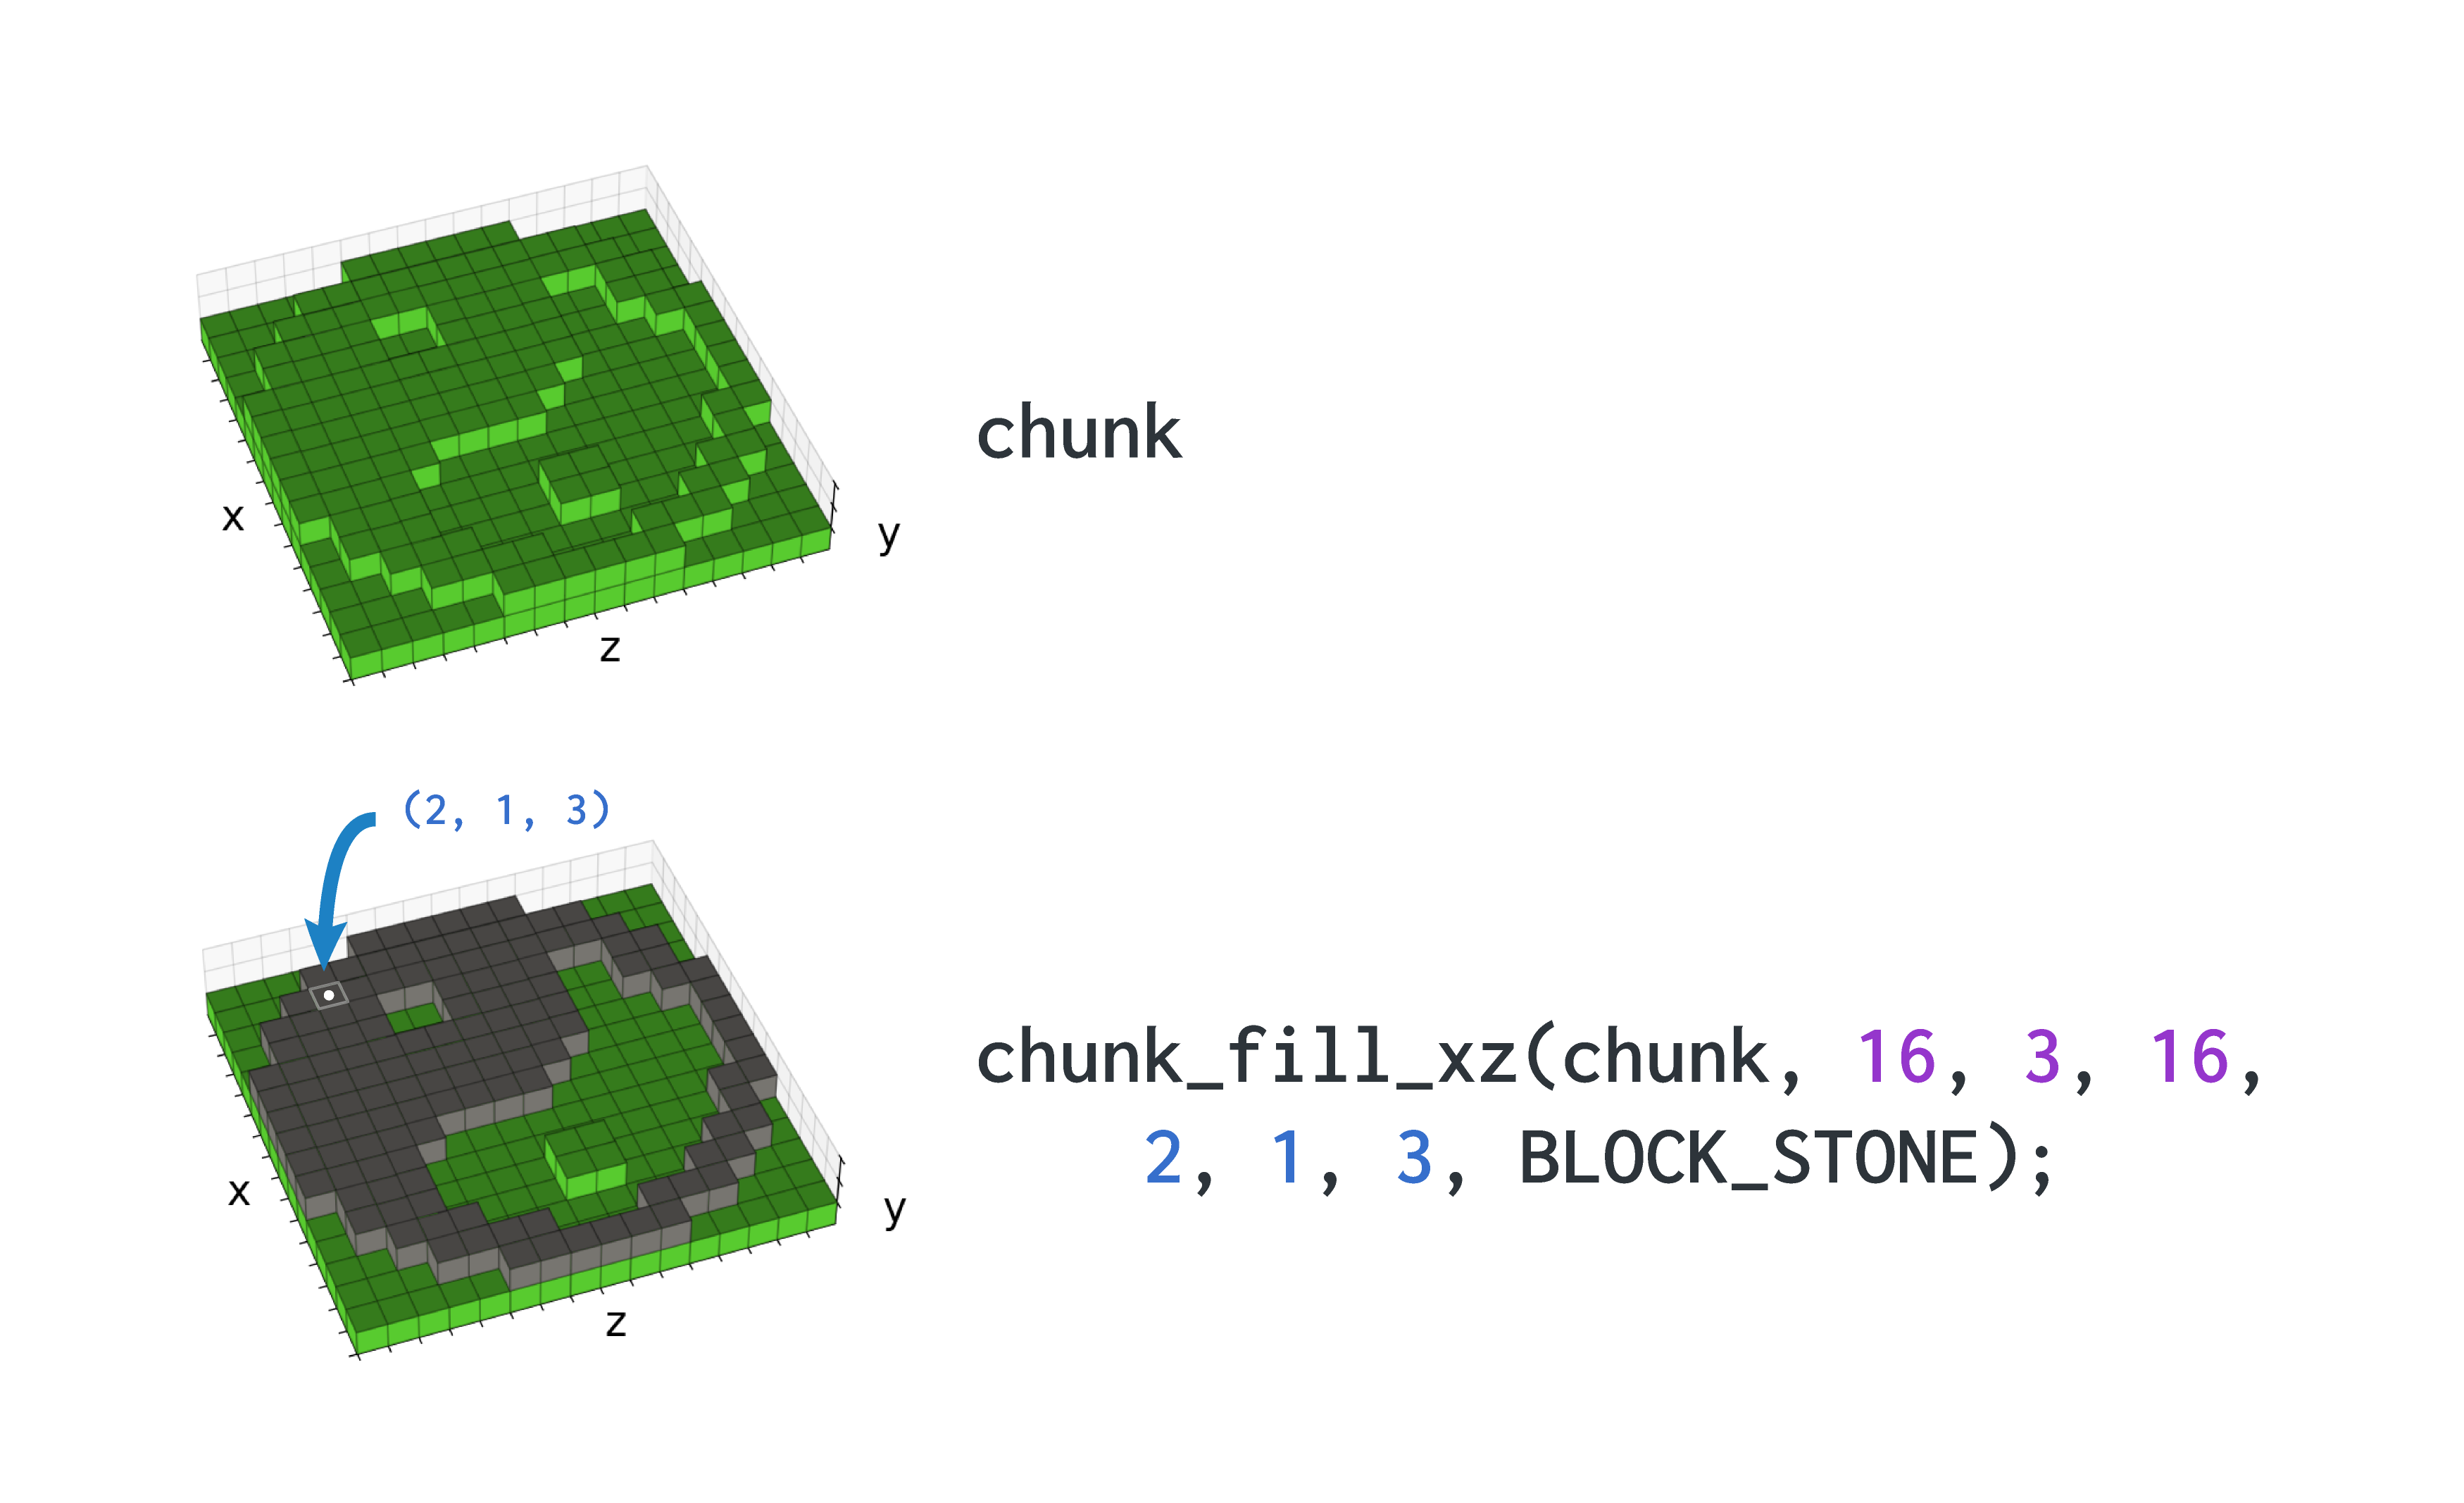 chunk
x
y
z
(2, 1, 3)
chunk_fill_xz(chunk, 16, 3, 16,
2, 1, 3, BLOCK_STONE);
x
y
z